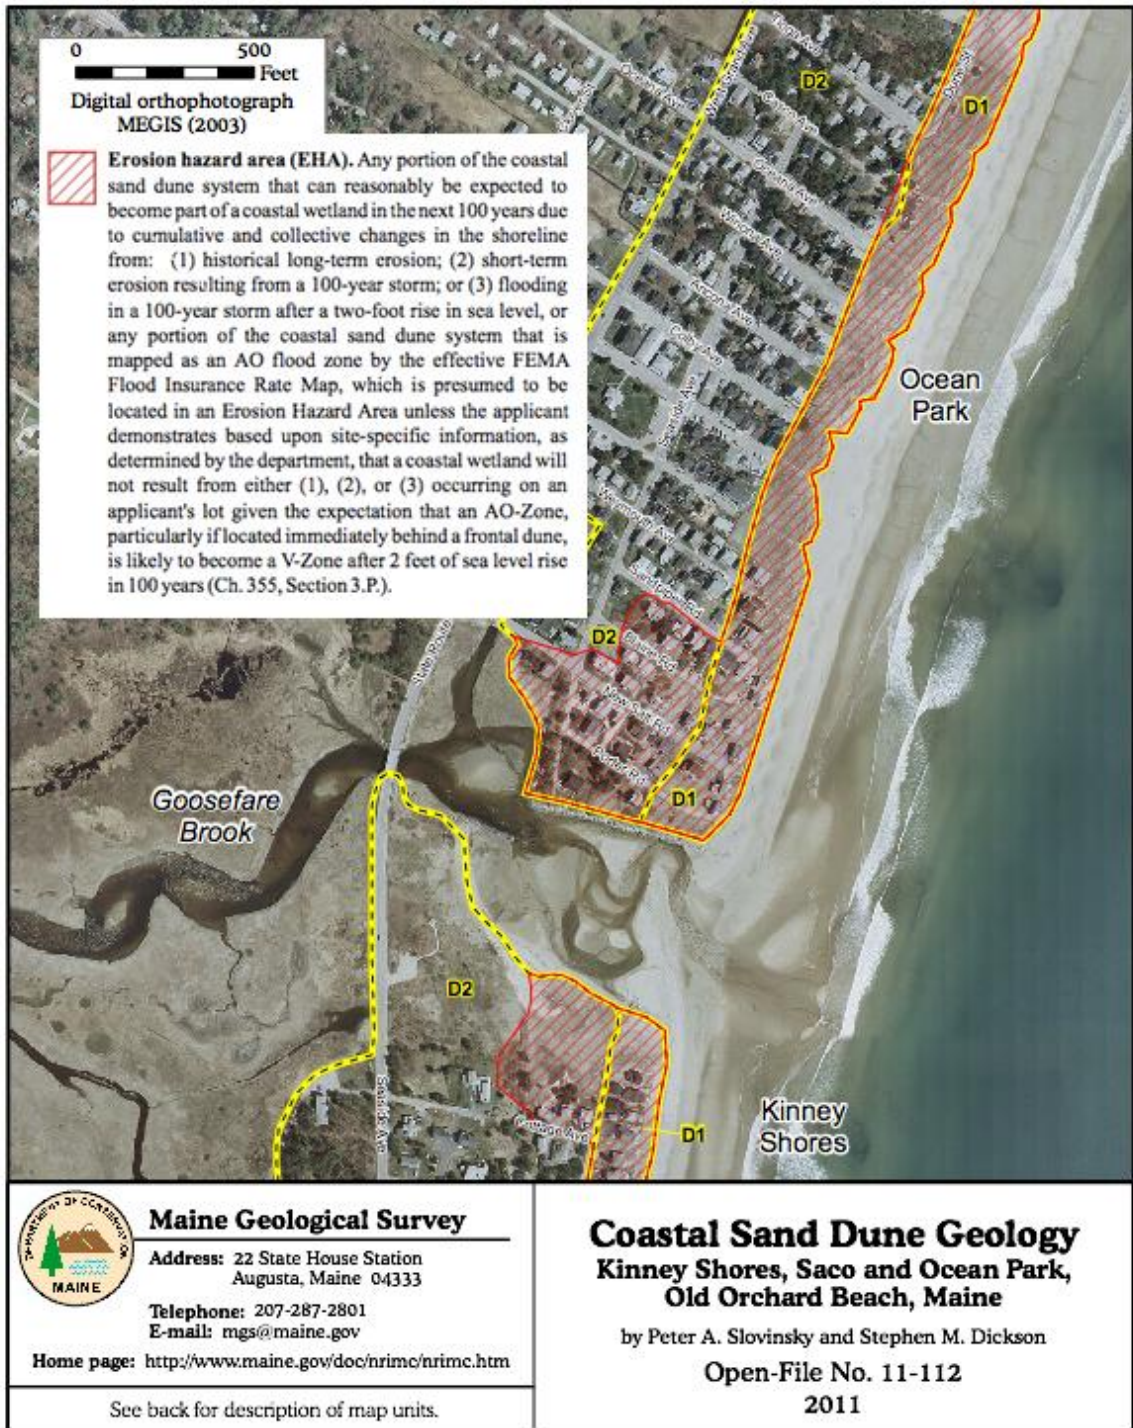 0 500
Feet
Digital orthophotograph
MEGIS (2003)
Erosion hazard area (EHA). Any portion of the coastal
sand dune system that can reasonably be expected to
become part of a coastal wetland in the next 100 years due
to cumulative and collective changes in the shoreline
from: (1) historical long-term erosion; (2) short-term
erosion resulting from a 100-year storm; or (3) flooding
in a 100-year storm after a two-foot rise in sea level, or
any portion of the coastal sand dune system that is
mapped as an AO flood zone by the effective FEMA
Flood Insurance Rate Map, which is presumed to be
located in an Erosion Hazard Area unless the applicant
demonstrates based upon site-specific information, as
determined by the department, that a coastal wetland will
not result from either (1), (2), or (3) occurring on an
applicant's lot given the expectation that an AO-Zone,
particularly if located immediately behind a frontal dune,
is likely to become a V-Zone after 2 feet of sea level rise
in 100 years (Ch. 355, Section 3.P.).
D2
D1
Temple Ave
Ocean
Park
D2
D1
Goosefare
Brook
D2
Seaside Ave
Kinney
Shores
D1
DEPARTMENT OF CONSERVATION
MAINE
Maine Geological Survey
Address: 22 State House Station
Augusta, Maine 04333
Telephone: 207-287-2801
E-mail: mgs@maine.gov
Home page: http://www.maine.gov/doc/nrimc/nrimc.htm
See back for description of map units.
Coastal Sand Dune Geology
Kinney Shores, Saco and Ocean Park,
Old Orchard Beach, Maine
by Peter A. Slovinsky and Stephen M. Dickson
Open-File No. 11-112
2011